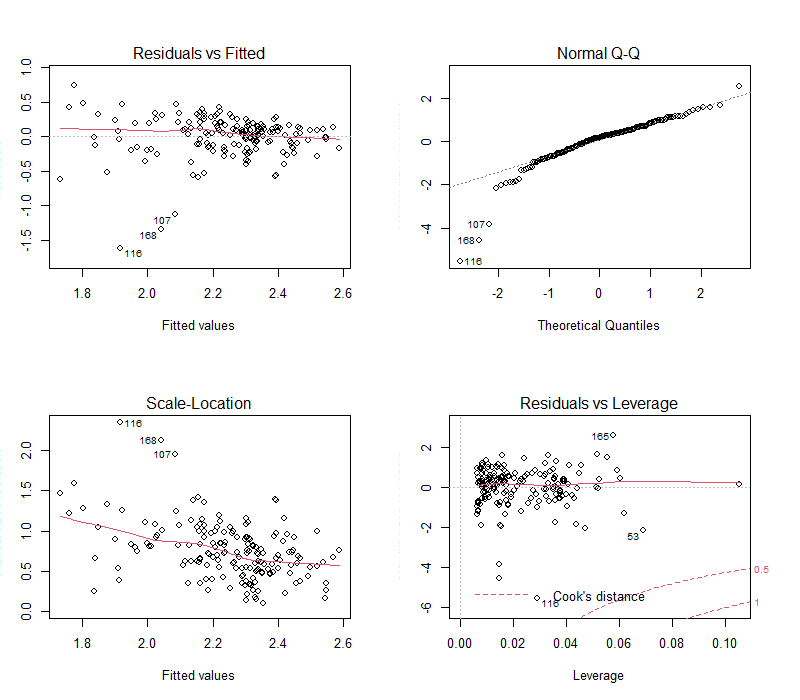 Residuals vs Fitted
1.0
0.5
0.0
-0.5
-1.0
-1.5
107
168
116
1.8 2.0 2.2 2.4 2.6
Fitted values
Normal Q-Q
2
0
-2
-4
107
168
116
-2 -1 0 1 2
Theoretical Quantiles
Scale-Location
2.0
1.5
1.0
0.5
0.0
116
168
107
1.8 2.0 2.2 2.4 2.6
Fitted values
Residuals vs Leverage
2
0
-2
-4
-6
165
53
0.5
Cook's distance
116
1
0.00 0.02 0.04 0.06 0.08 0.10
Leverage